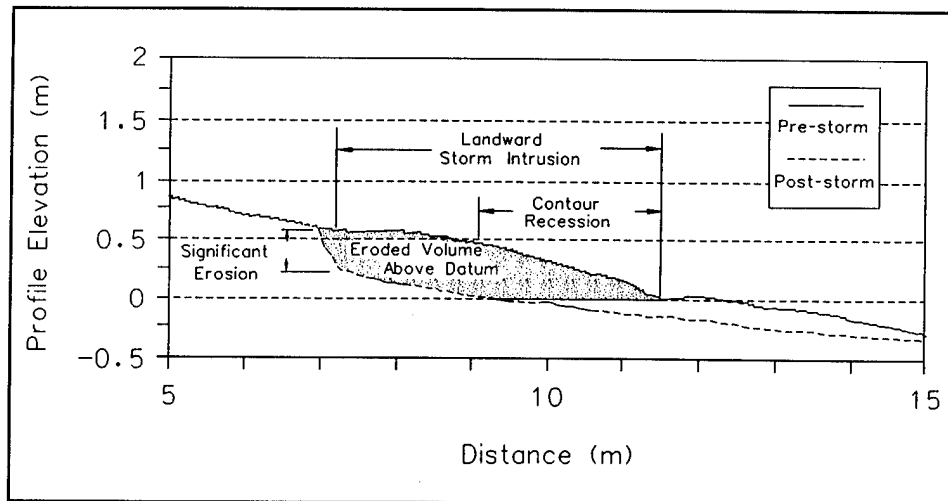 2
1.5
1
0.5
0
-0.5
Profile Elevation (m)
Landward
Storm Intrusion
Contour
Recession
Significant
Erosion
Eroded Volume
Above Datum
Pre-storm
Post-storm
5
10
15
Distance (m)